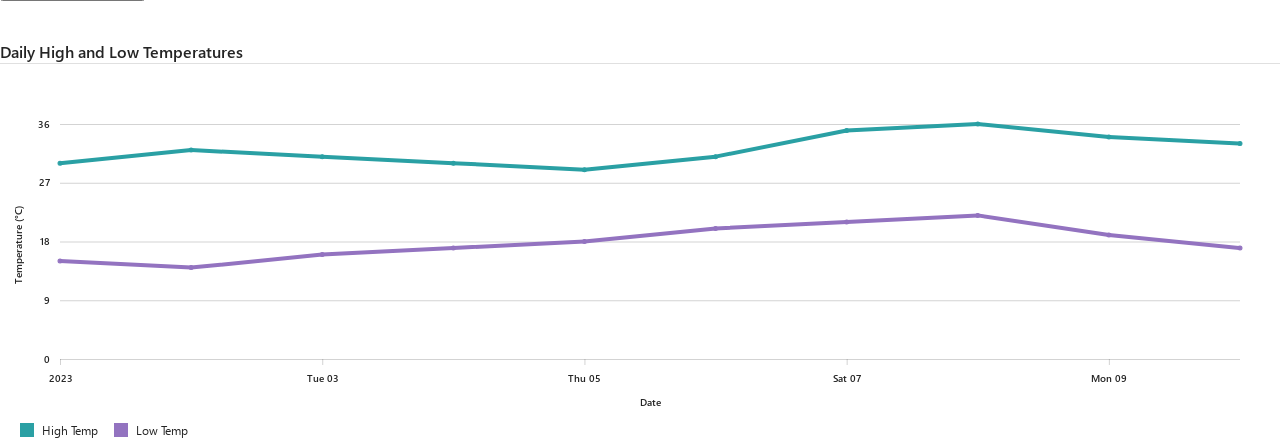 Daily High and Low Temperatures
36
27
18
9
0
Temperature (°C)
2023
Tue 03
Thu 05
Sat 07
Mon 09
Date
High Temp
Low Temp